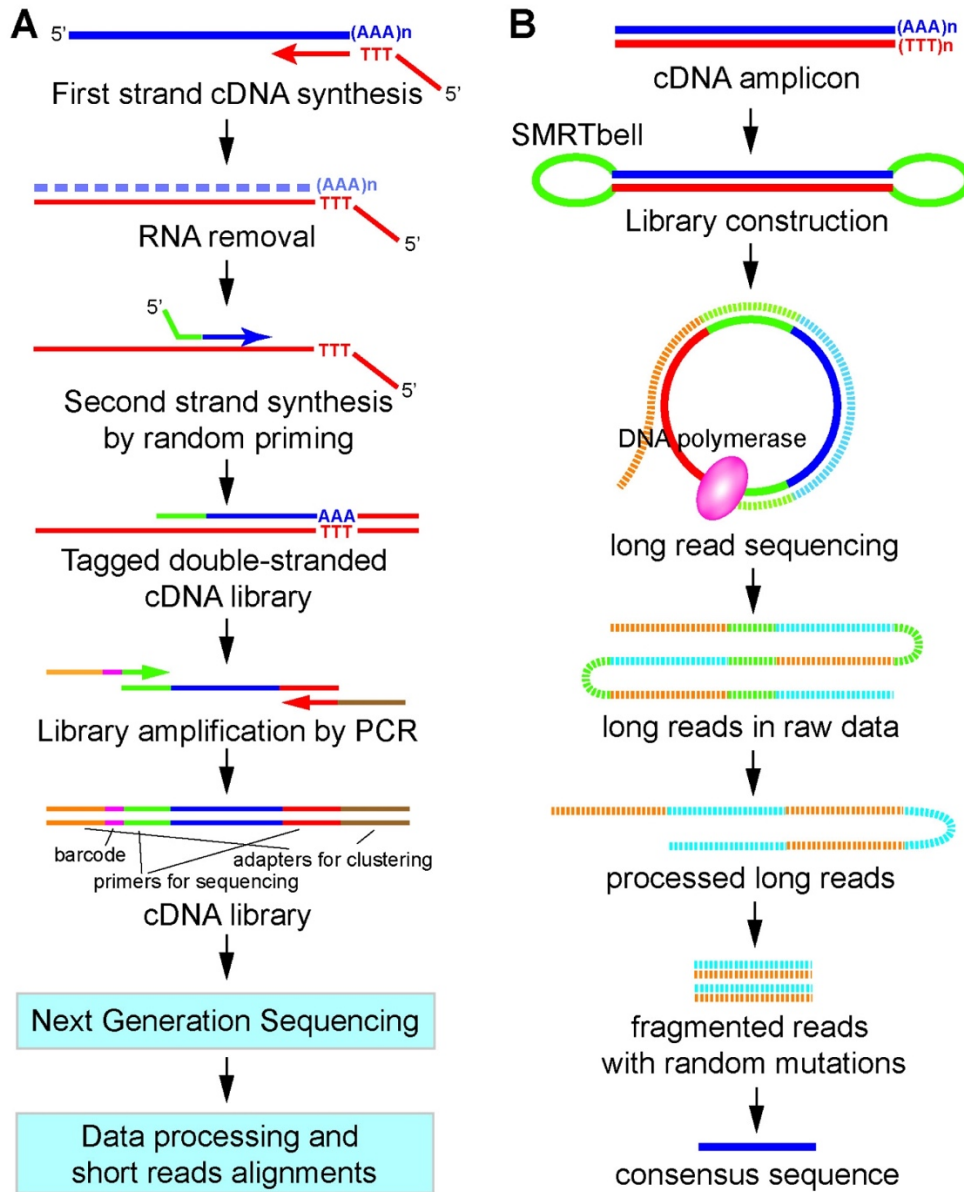 A
5’
(AAA)n
TTT
5’
First strand cDNA synthesis
(AAA)n
TTT
5’
RNA removal
5’
TTT
5’
Second strand synthesis
by random priming
AAA
TTT
Tagged double-stranded
cDNA library
Library amplification by PCR
barcode
adapters for clustering
primers for sequencing
cDNA library
Next Generation Sequencing
Data processing and
short reads alignments
B
(AAA)n
(TTT)n
cDNA amplicon
SMRTbell
Library construction
DNA polymerase
long read sequencing
long reads in raw data
processed long reads
fragmented reads
with random mutations
consensus sequence